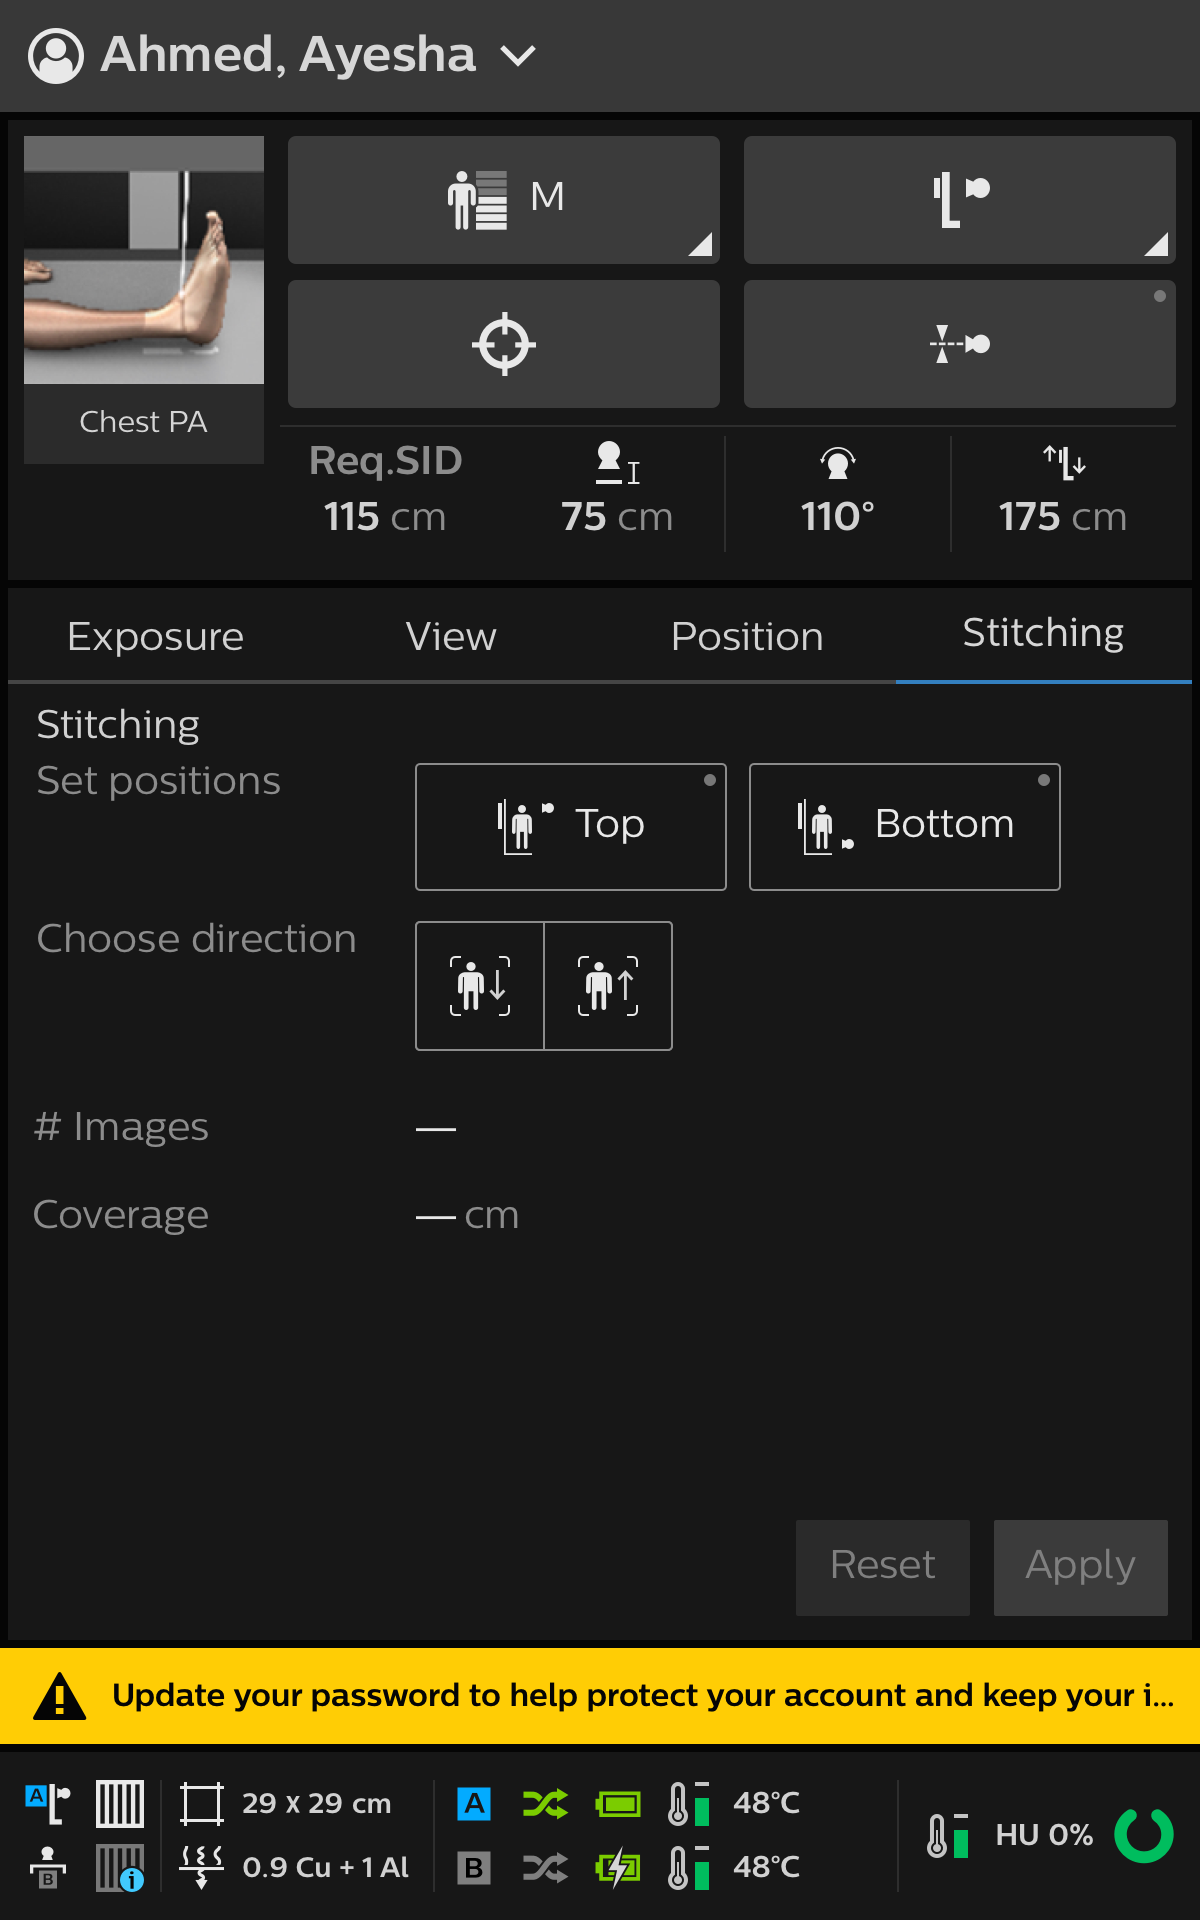 Ahmed, Ayesha
M
Chest PA
Req.SID
115 cm
75 cm
110°
175 cm
Exposure
View
Position
Stitching
Stitching
Set positions
Top
Bottom
Choose direction
# Images
—
Coverage
— cm
Reset
Apply
Update your password to help protect your account and keep your i...
A
29 x 29 cm
A
48°C
HU 0%
B
i
0.9 Cu + 1 Al
B
48°C